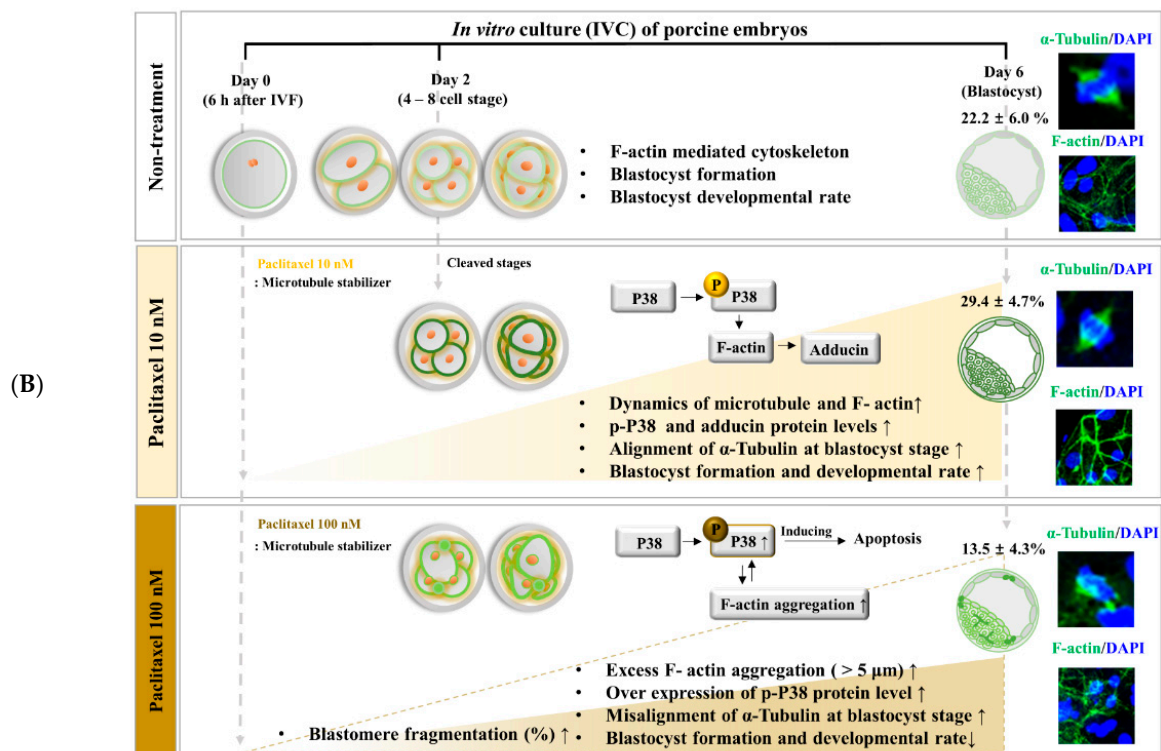 In vitro culture (IVC) of porcine embryos
Day 0
(6 h after IVF)
Day 2
(4 – 8 cell stage)
Day 6
(Blastocyst)
22.2 ± 6.0 %
α-Tubulin/DAPI
F-actin/DAPI
Non-treatment
• F-actin mediated cytoskeleton
• Blastocyst formation
• Blastocyst developmental rate
(B)
Paclitaxel 10 nM
Paclitaxel 10 nM
: Microtubule stabilizer
Cleaved stages
P38
P
P38
F-actin
Adducin
29.4 ± 4.7%
α-Tubulin/DAPI
F-actin/DAPI
• Dynamics of microtubule and F- actin↑
• p-P38 and adducin protein levels ↑
• Alignment of α-Tubulin at blastocyst stage ↑
• Blastocyst formation and developmental rate ↑
Paclitaxel 100 nM
Paclitaxel 100 nM
: Microtubule stabilizer
P38
P
P38 ↑
Inducing
Apoptosis
F-actin aggregation ↑
13.5 ± 4.3%
α-Tubulin/DAPI
F-actin/DAPI
• Excess F- actin aggregation ( > 5 µm) ↑
• Over expression of p-P38 protein level ↑
• Misalignment of α-Tubulin at blastocyst stage ↑
• Blastomere fragmentation (%) ↑
• Blastocyst formation and developmental rate↓